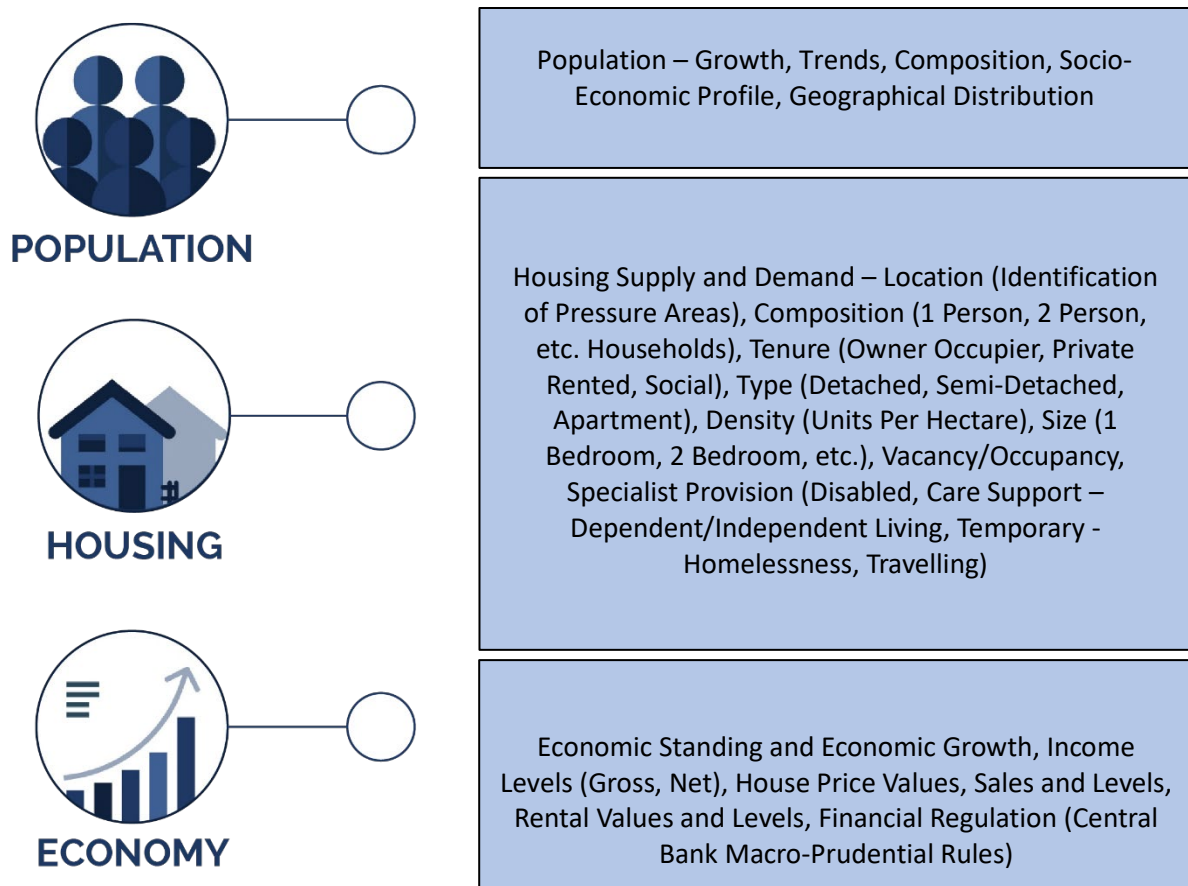 POPULATION
Population – Growth, Trends, Composition, Socio-
Economic Profile, Geographical Distribution
HOUSING
Housing Supply and Demand – Location (Identification
of Pressure Areas), Composition (1 Person, 2 Person,
etc. Households), Tenure (Owner Occupier, Private
Rented, Social), Type (Detached, Semi-Detached,
Apartment), Density (Units Per Hectare), Size (1
Bedroom, 2 Bedroom, etc.), Vacancy/Occupancy,
Specialist Provision (Disabled, Care Support –
Dependent/Independent Living, Temporary -
Homelessness, Travelling)
ECONOMY
Economic Standing and Economic Growth, Income
Levels (Gross, Net), House Price Values, Sales and Levels,
Rental Values and Levels, Financial Regulation (Central
Bank Macro-Prudential Rules)